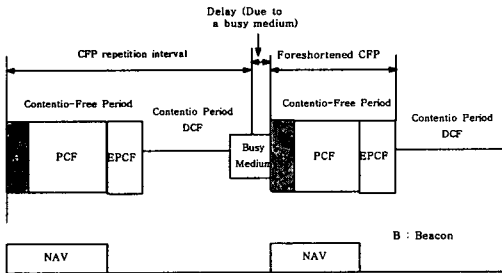 Delay (Due to
a busy medium)
CFP repetition interval
Foreshortened CFP
Contentio-Free Period
Contentio Period
DCF
Contentio-Free Period
Contentio Period
DCF
PCF
EPCF
Busy
Medium
PCF
EPCF
B : Beacon
NAV
NAV